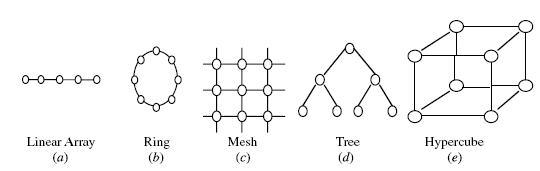 Linear Array
(a)
Ring
(b)
Mesh
(c)
Tree
(d)
Hypercube
(e)